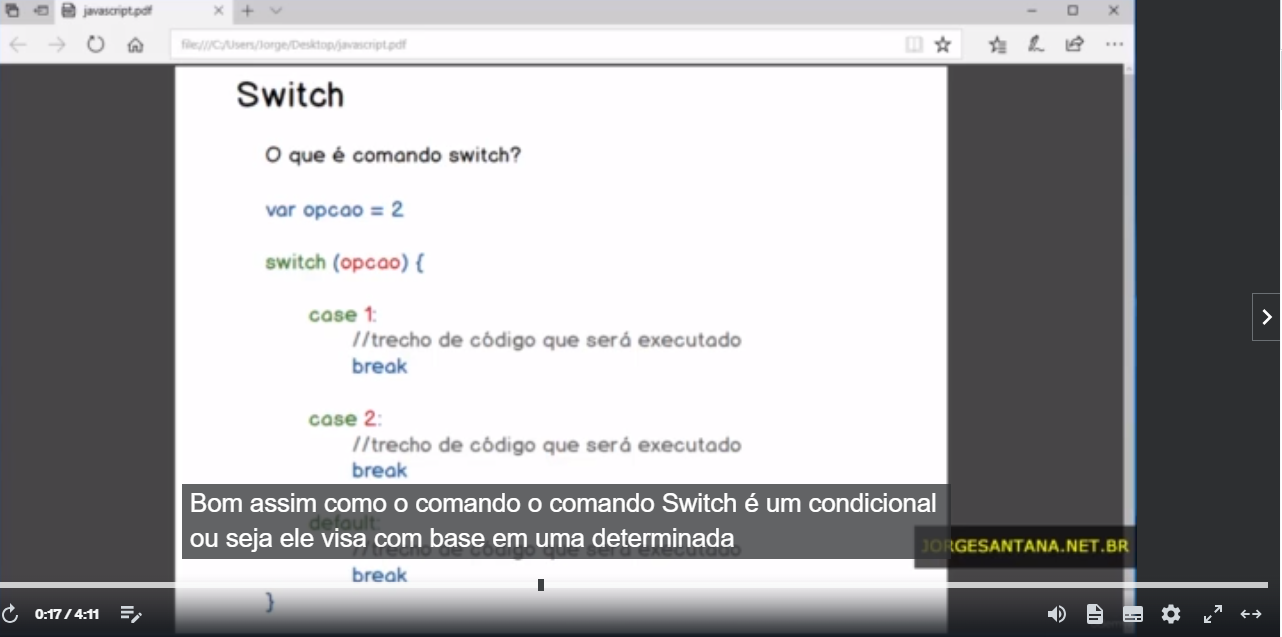 javascript.pdf
file:///C:/Users/Jorge/Desktop/javascript.pdf
Switch
O que é comando switch?
var opcao = 2
switch (opcao) {
case 1:
//trecho de código que será executado
break
case 2:
//trecho de código que será executado
break
default:
//trecho de código que será executado
break
}
Bom assim como o comando o comando Switch é um condicional
ou seja ele visa com base em uma determinada
JORGESANTANA.NET.BR
0:17 / 4:11